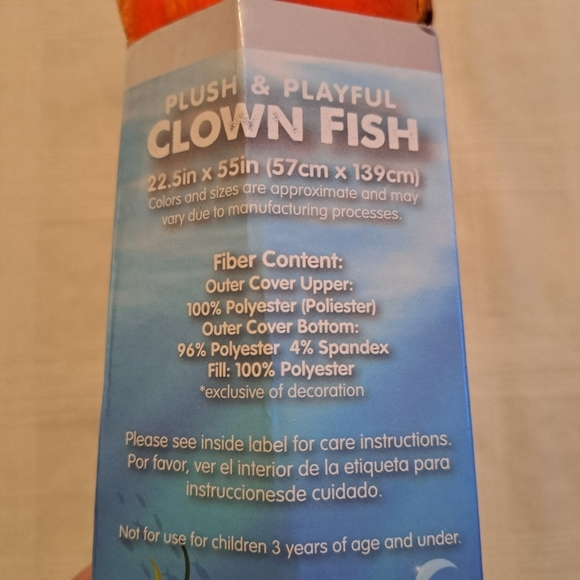 PLUSH & PLAYFUL
CLOWN FISH
22.5in x 55in (57cm x 139cm)
Colors and sizes are approximate and may
vary due to manufacturing processes.
Fiber Content:
Outer Cover Upper:
100% Polyester (Poliester)
Outer Cover Bottom:
96% Polyester 4% Spandex
Fill: 100% Polyester
*exclusive of decoration
Please see inside label for care instructions.
Por favor, ver el interior de la etiqueta para
instruccionesde cuidado.
Not for use for children 3 years of age and under.